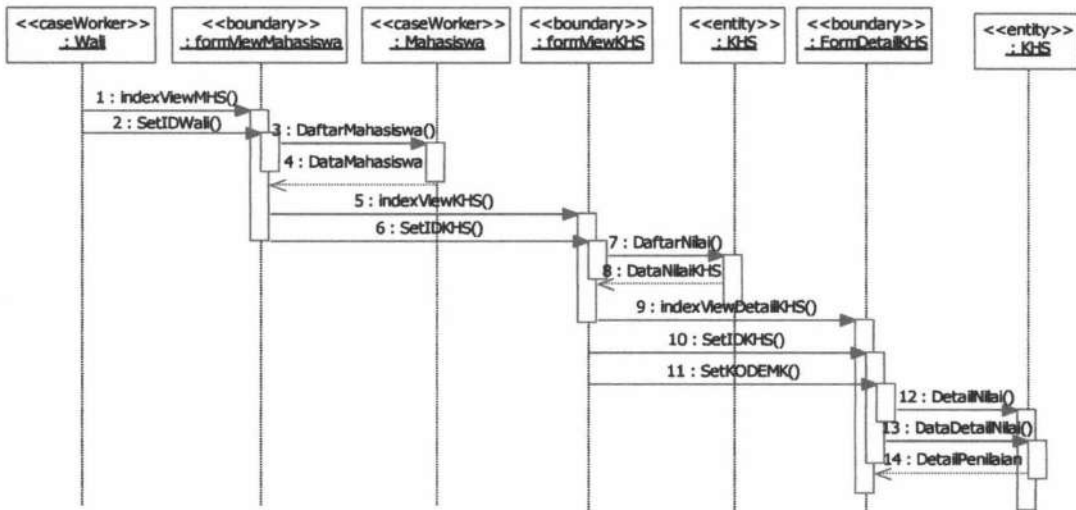 <<caseWorker>>
: Wali
<<boundary>>
: formViewMahasiswa
<<caseWorker>>
: Mahasiswa
<<boundary>>
: formViewKHS
<<entity>>
: KHS
<<boundary>>
: FormDetailKHS
<<entity>>
: KHS
1 : indexViewMHS()
2 : SetIDWali()
3 : DaftarMahasiswa()
4 : DataMahasiswa
5 : indexViewKHS()
6 : SetIDKHS()
7 : DaftarNilai()
8 : DataNilaiKHS
9 : indexViewDetailKHS()
10 : SetIDKHS()
11 : SetKODEMK()
12 : DetailNilai()
13 : DataDetailNilai()
14 : DetailPenilaian